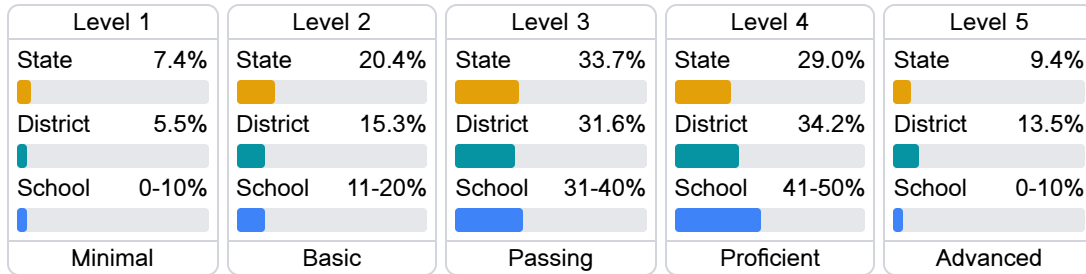 Level 1
State 7.4%
District 5.5%
School 0-10%
Minimal
Level 2
State 20.4%
District 15.3%
School 11-20%
Basic
Level 3
State 33.7%
District 31.6%
School 31-40%
Passing
Level 4
State 29.0%
District 34.2%
School 41-50%
Proficient
Level 5
State 9.4%
District 13.5%
School 0-10%
Advanced